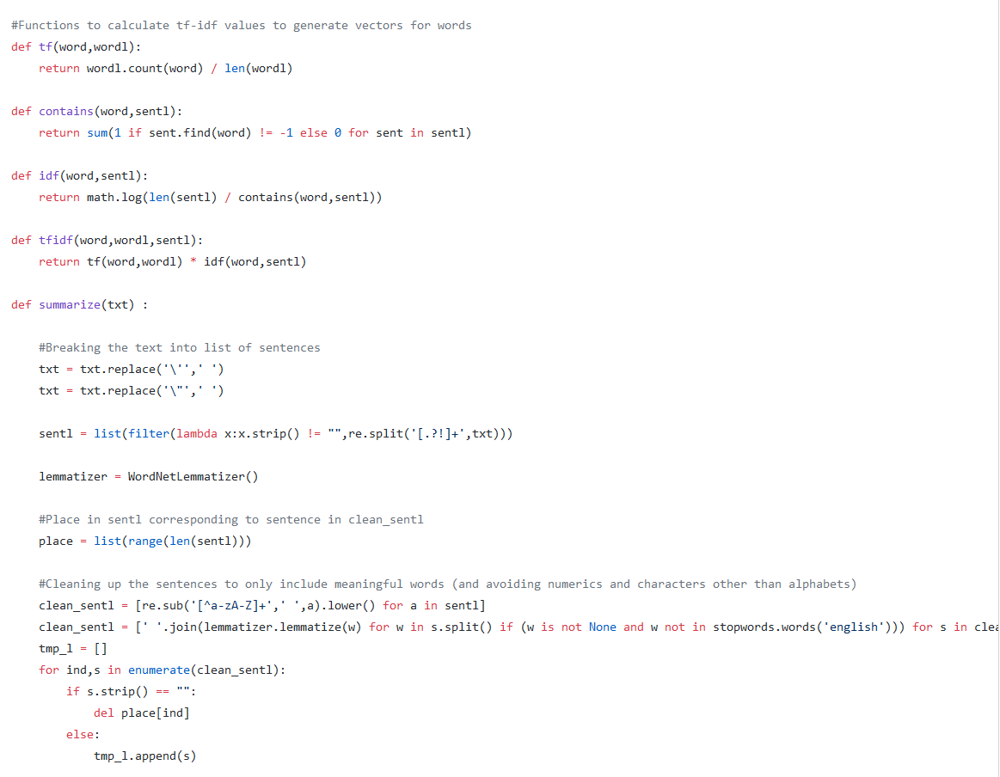 #Functions to calculate tf-idf values to generate vectors for words
def tf(word,wordl):
    return wordl.count(word) / len(wordl)

def contains(word,sentl):
    return sum(1 if sent.find(word) != -1 else 0 for sent in sentl)

def idf(word,sentl):
    return math.log(len(sentl) / contains(word,sentl))

def tfidf(word,wordl,sentl):
    return tf(word,wordl) * idf(word,sentl)

def summarize(txt) :

    #Breaking the text into list of sentences
    txt = txt.replace('\'',' ')
    txt = txt.replace('\"',' ')

    sentl = list(filter(lambda x:x.strip() != "",re.split('[.?!]+',txt)))

    lemmatizer = WordNetLemmatizer()

    #Place in sentl corresponding to sentence in clean_sentl
    place = list(range(len(sentl)))

    #Cleaning up the sentences to only include meaningful words (and avoiding numerics and characters other than alphabets)
    clean_sentl = [re.sub('[^a-zA-Z]+',' ',a).lower() for a in sentl]
    clean_sentl = [' '.join(lemmatizer.lemmatize(w) for w in s.split() if (w is not None and w not in stopwords.words('english'))) for s in clea
    tmp_l = []
    for ind,s in enumerate(clean_sentl):
        if s.strip() == "":
            del place[ind]
        else:
            tmp_l.append(s)